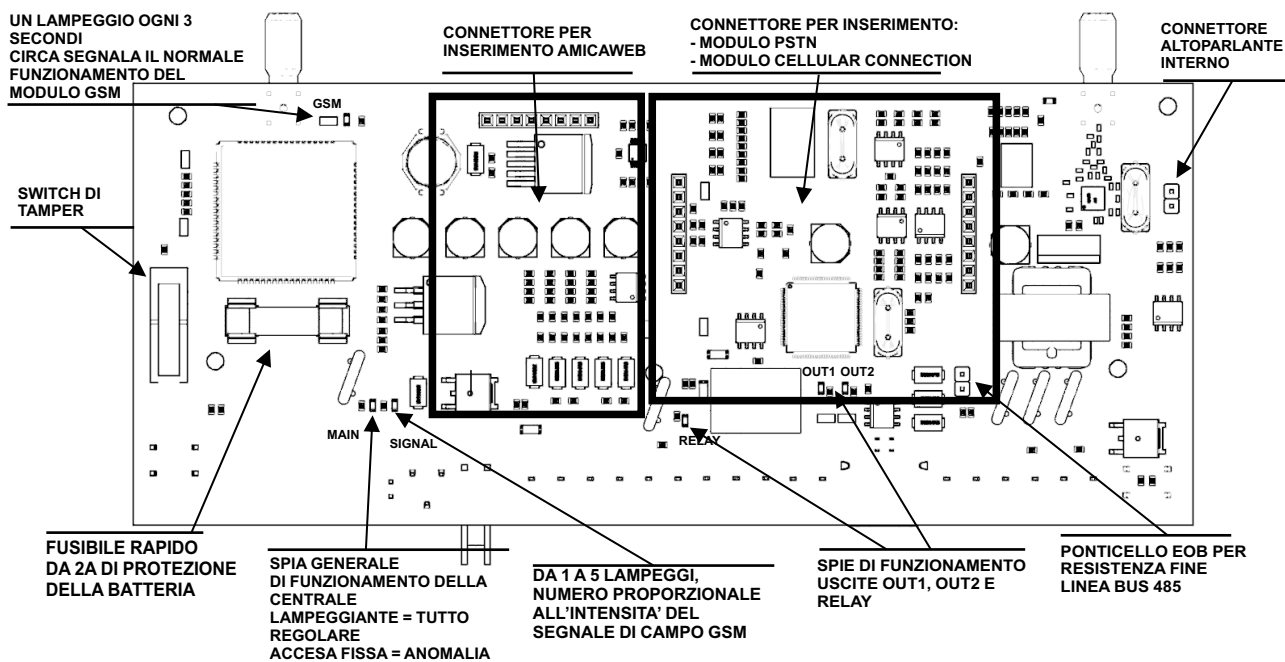 UN LAMPEGGIO OGNI 3
SECONDI
CIRCA SEGNALA IL NORMALE
FUNZIONAMENTO DEL
MODULO GSM
CONNETTORE PER
INSERIMENTO AMICAWEB
CONNETTORE PER INSERIMENTO:
- MODULO PSTN
- MODULO CELLULAR CONNECTION
CONNETTORE
ALTOPARLANTE
INTERNO
GSM
SWITCH DI
TAMPER
OUT1 OUT2
MAIN
SIGNAL
RELAY
FUSIBILE RAPIDO
DA 2A DI PROTEZIONE
DELLA BATTERIA
SPIA GENERALE
DI FUNZIONAMENTO DELLA
CENTRALE
LAMPEGGIANTE = TUTTO
REGOLARE
ACCESA FISSA = ANOMALIA
DA 1 A 5 LAMPEGGI,
NUMERO PROPORZIONALE
ALL'INTENSITA' DEL
SEGNALE DI CAMPO GSM
SPIE DI FUNZIONAMENTO
USCITE OUT1, OUT2 E
RELAY
PONTICELLO EOB PER
RESISTENZA FINE
LINEA BUS 485